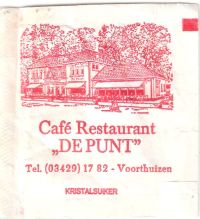 Café Restaurant
„DE PUNT”
Tel. (03429) 17 82 - Voorthuizen
KRISTALSUIKER